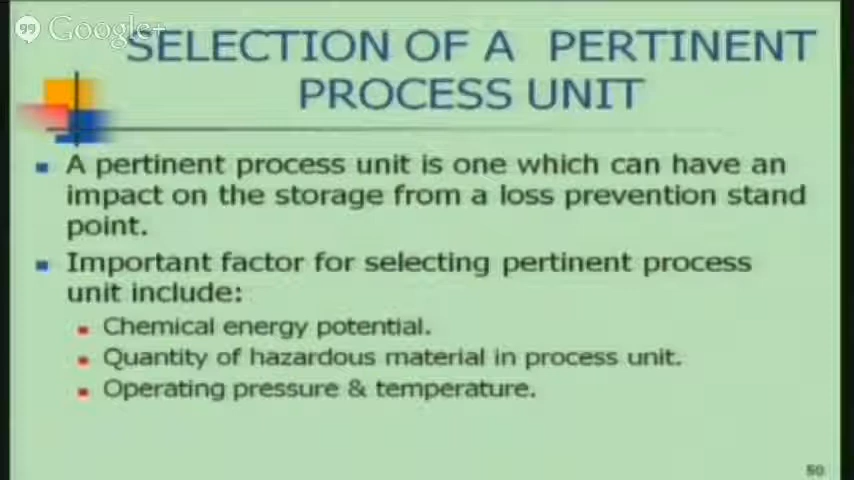 Google+
SELECTION OF A PERTINENT
PROCESS UNIT
A pertinent process unit is one which can have an
impact on the storage from a loss prevention stand
point.
Important factor for selecting pertinent process
unit include:
Chemical energy potential.
Quantity of hazardous material in process unit.
Operating pressure & temperature.
50